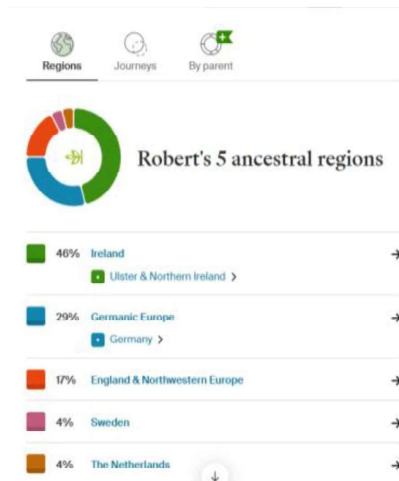 Regions Journeys By parent
Robert's 5 ancestral regions
46% Ireland
Ulster & Northern Ireland
29% Germanic Europe
Germany
17% England & Northwestern Europe
4% Sweden
4% The Netherlands